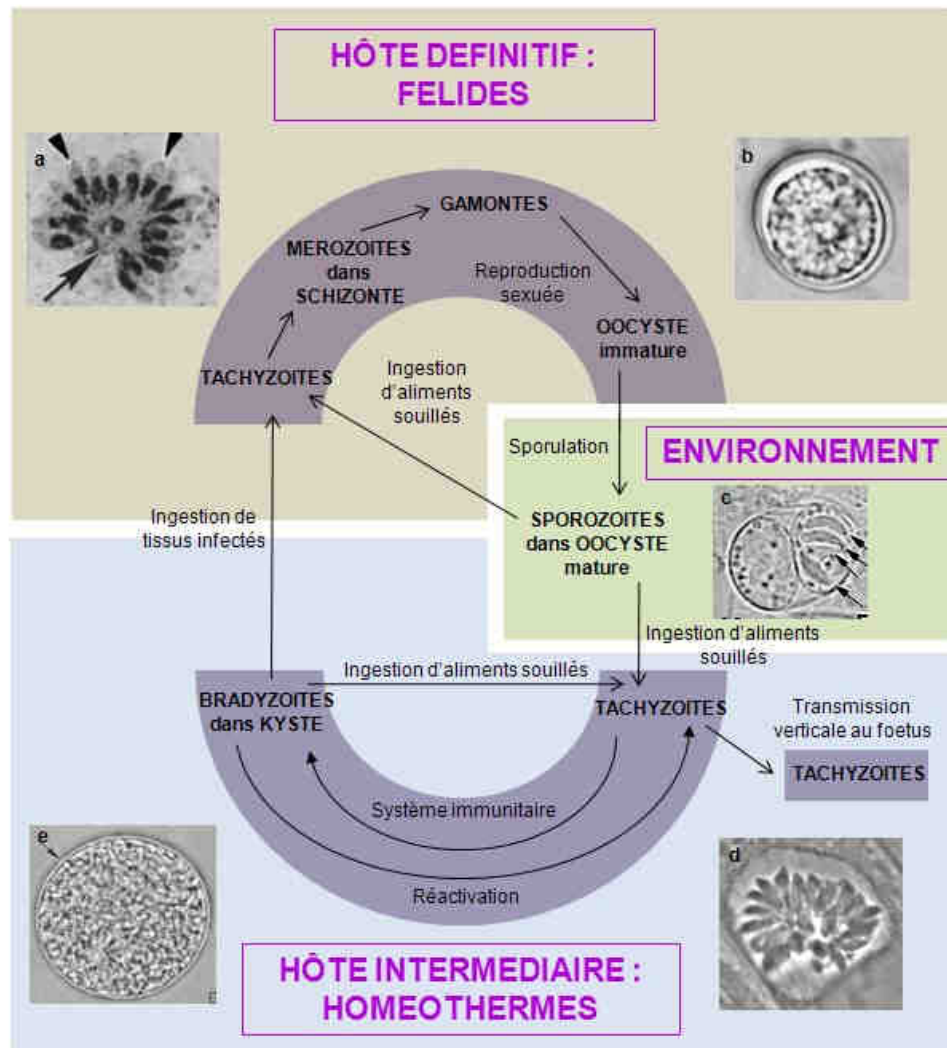 HÔTE DEFINITIF :
FELIDES
a
b
GAMONTES
MEROZOITES
dans
SCHIZONTE
Reproduction
sexuée
OOCYSTE
immature
TACHYZOITES
Ingestion
d'aliments
souillés
Sporulation
ENVIRONNEMENT
Ingestion de
tissus infectés
SPOROZOITES
dans OOCYSTE
mature
c
Ingestion d'aliments
souillés
Ingestion d'aliments souillés
BRADYZOITES
dans KYSTE
TACHYZOITES
Transmission
verticale au foetus
TACHYZOITES
Système immunitaire
Réactivation
e
d
HÔTE INTERMEDIAIRE :
HOMEOTHERMES